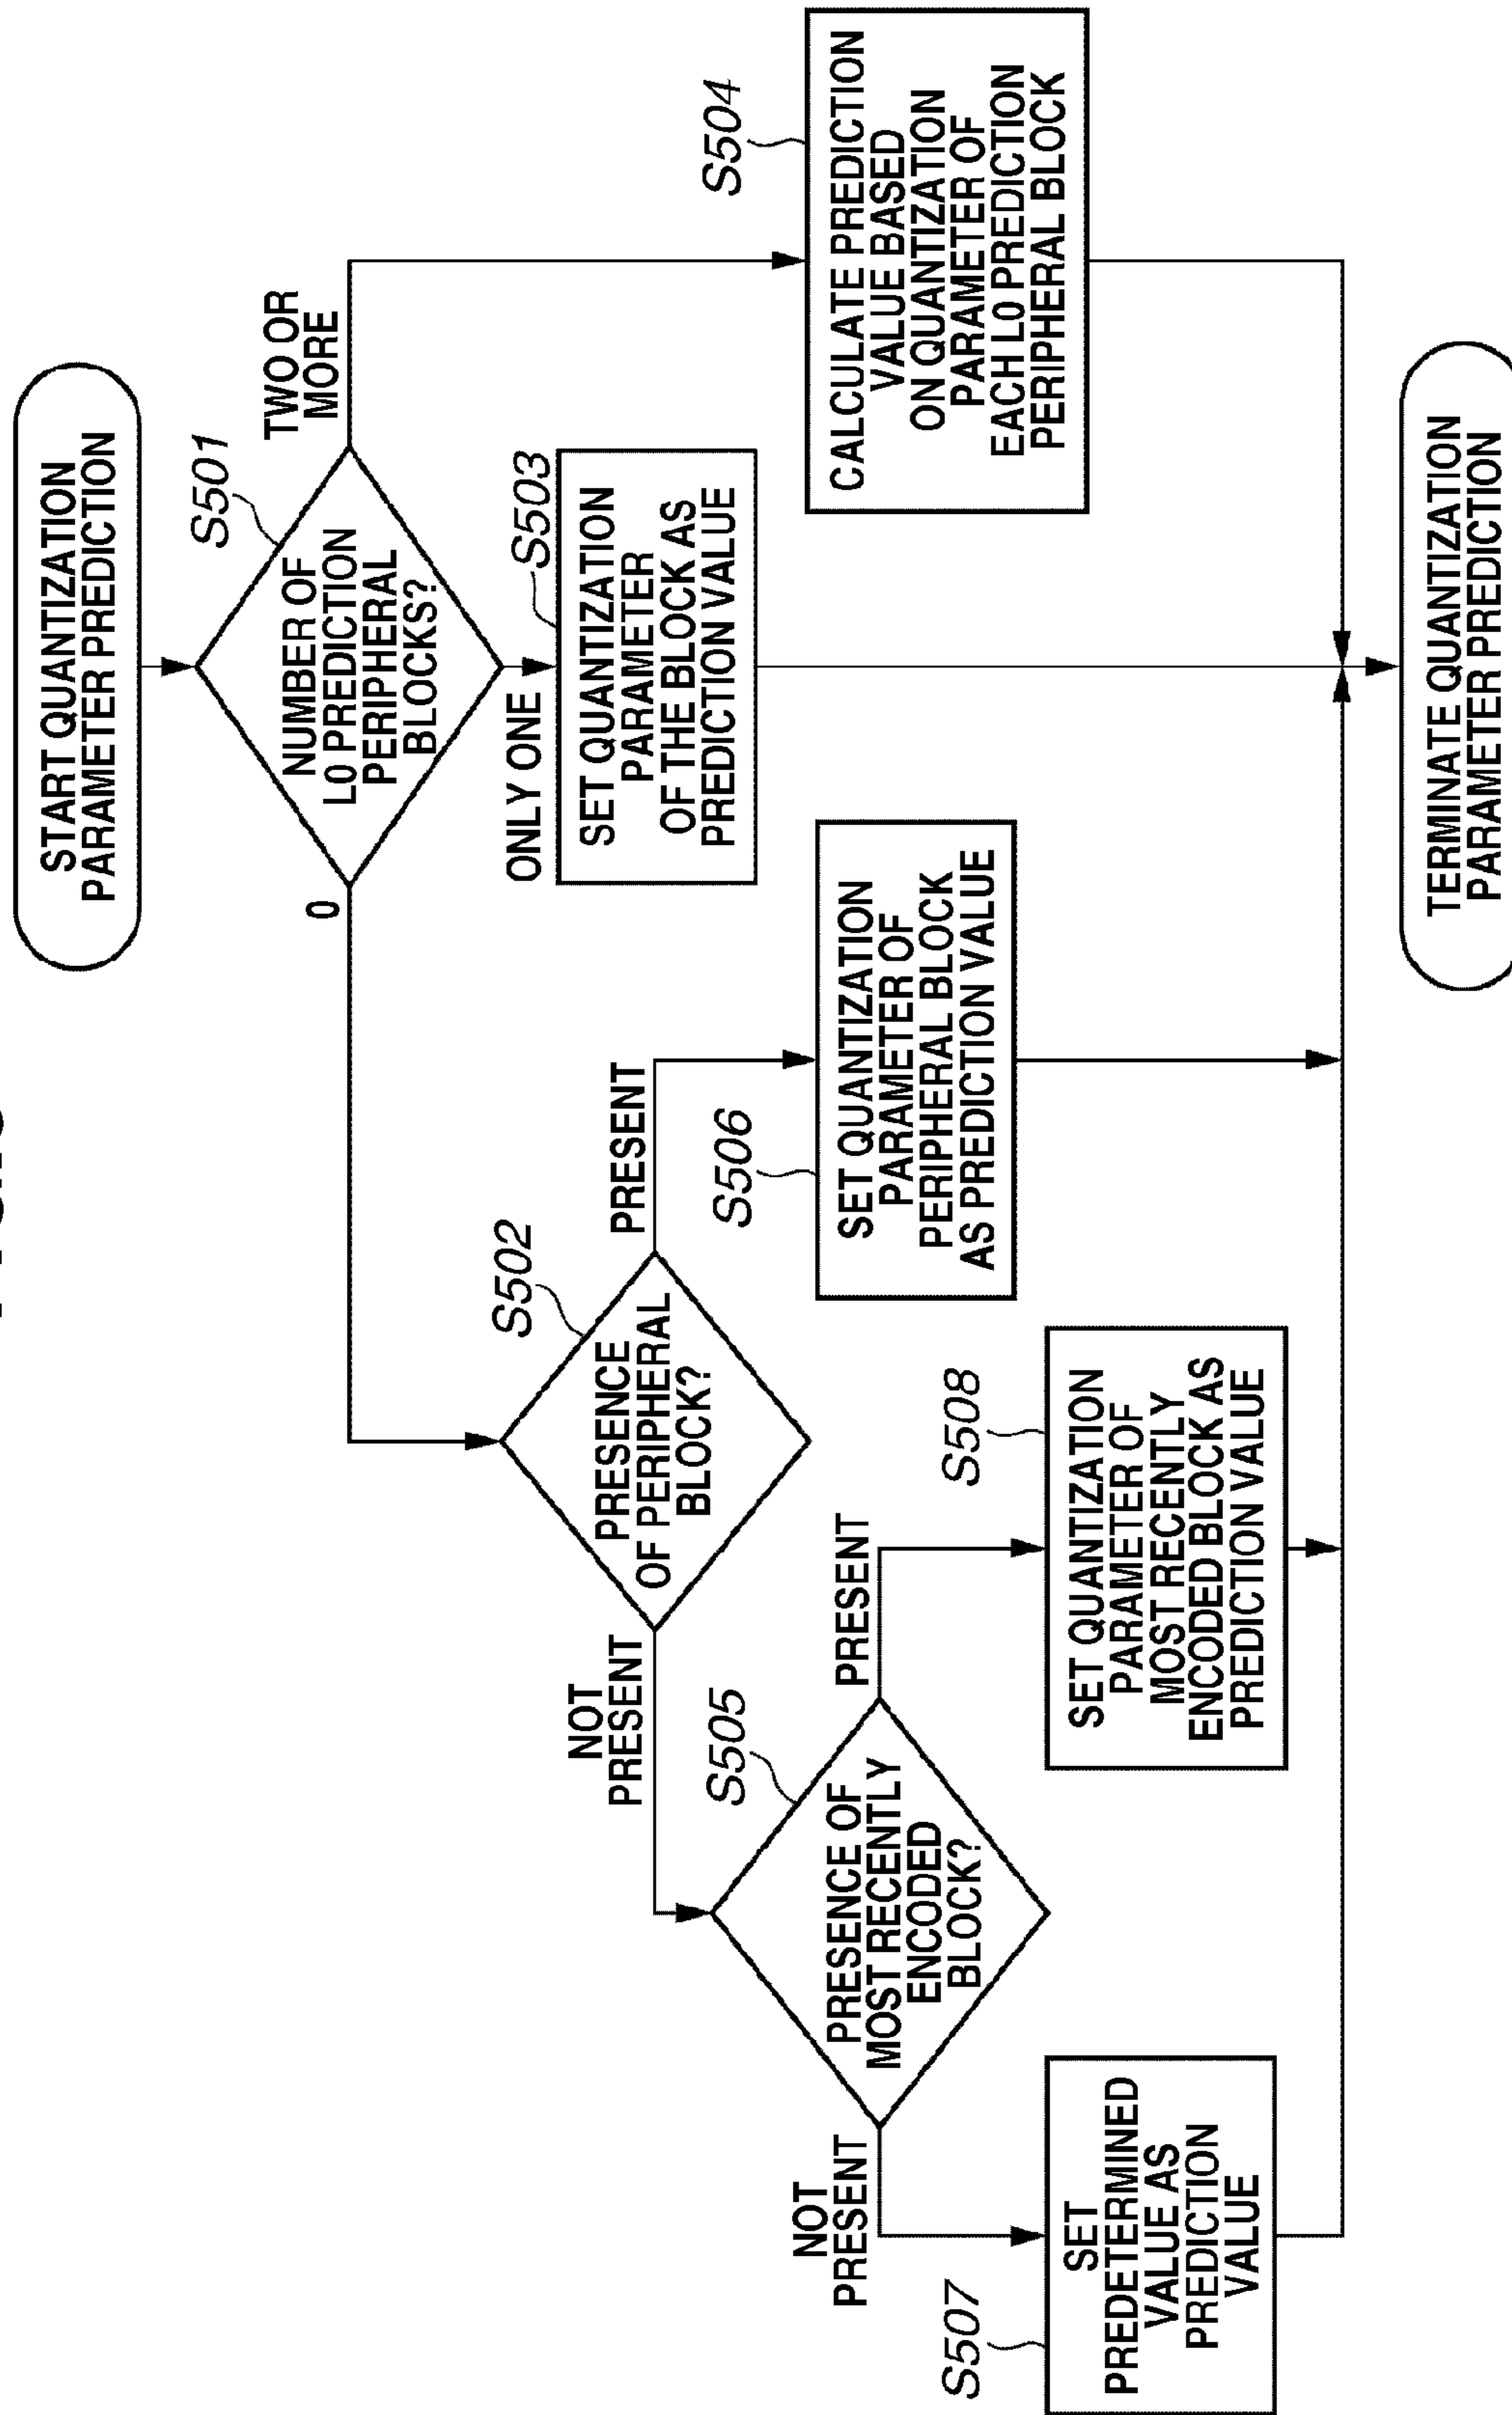 START QUANTIZATION
PARAMETER PREDICTION
S501
NUMBER OF
L0 PREDICTION
PERIPHERAL
BLOCKS?
0
ONLY ONE
TWO OR
MORE
S502
PRESENCE
OF PERIPHERAL
BLOCK?
NOT
PRESENT
PRESENT
S503
SET QUANTIZATION
PARAMETER
OF THE BLOCK AS
PREDICTION VALUE
S504
CALCULATE PREDICTION
VALUE BASED
ON QUANTIZATION
PARAMETER OF
EACH L0 PREDICTION
PERIPHERAL BLOCK
S505
PRESENCE OF
MOST RECENTLY
ENCODED
BLOCK?
NOT
PRESENT
PRESENT
S506
SET QUANTIZATION
PARAMETER OF
PERIPHERAL BLOCK
AS PREDICTION VALUE
S507
SET
PREDETERMINED
VALUE AS
PREDICTION
VALUE
S508
SET QUANTIZATION
PARAMETER OF
MOST RECENTLY
ENCODED BLOCK AS
PREDICTION VALUE
TERMINATE QUANTIZATION
PARAMETER PREDICTION